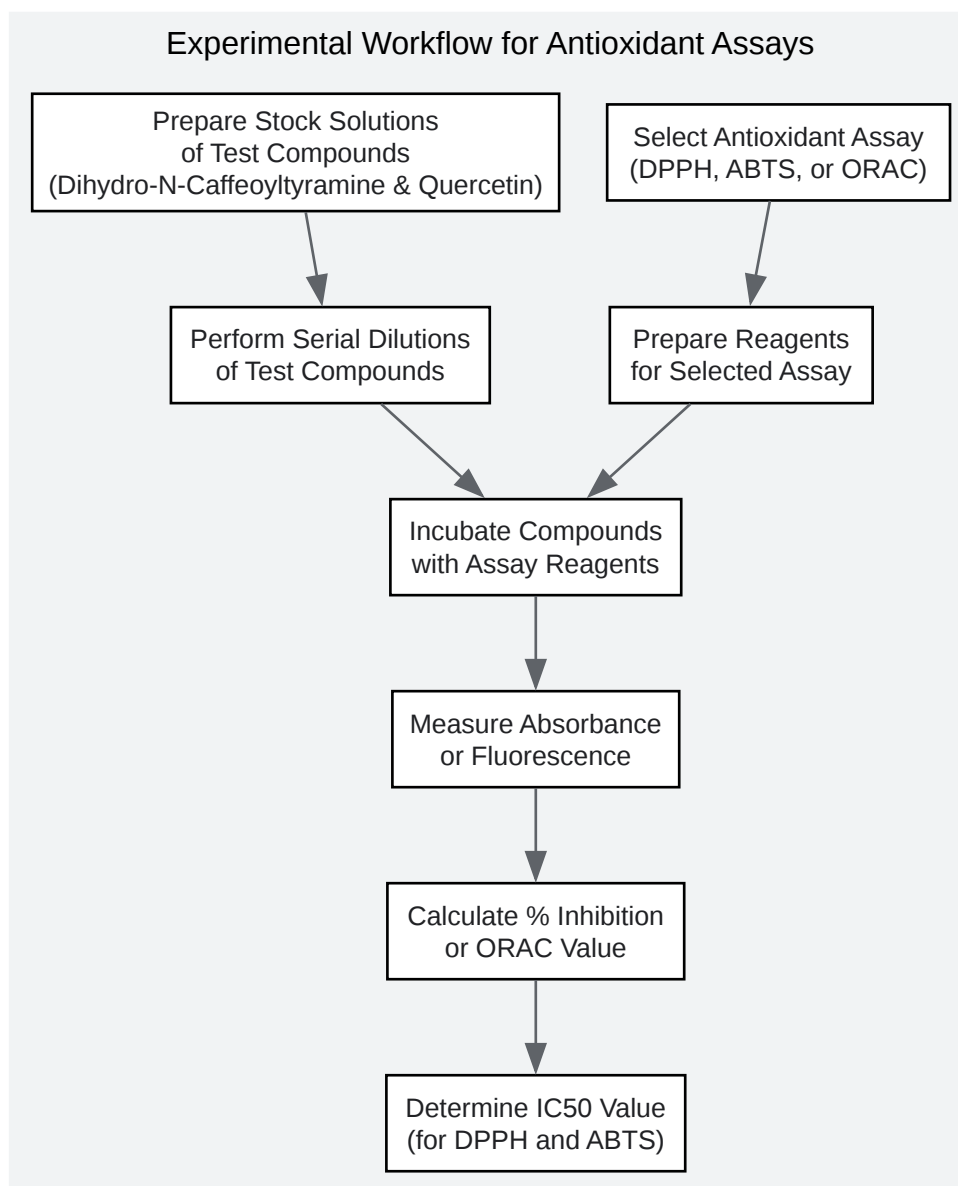 Experimental Workflow for Antioxidant Assays
Prepare Stock Solutions
of Test Compounds
(Dihydro-N-Caffeoyltyramine & Quercetin)
Select Antioxidant Assay
(DPPH, ABTS, or ORAC)
Perform Serial Dilutions
of Test Compounds
Prepare Reagents
for Selected Assay
Incubate Compounds
with Assay Reagents
Measure Absorbance
or Fluorescence
Calculate % Inhibition
or ORAC Value
Determine IC50 Value
(for DPPH and ABTS)